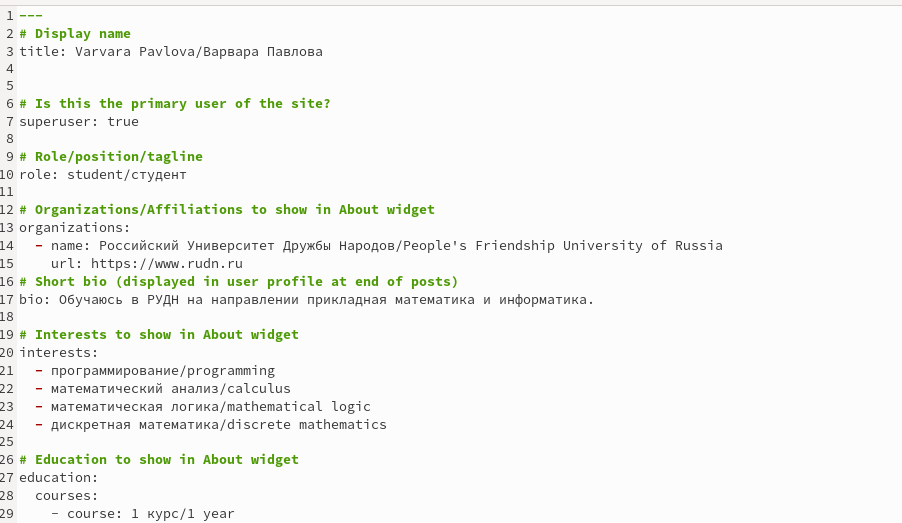 1 ---
2 # Display name
3 title: Varvara Pavlova/Варвара Павлова
4
5
6 # Is this the primary user of the site?
7 superuser: true
8
9 # Role/position/tagline
10 role: student/студент
11
12 # Organizations/Affiliations to show in About widget
13 organizations:
14   - name: Российский Университет Дружбы Народов/People's Friendship University of Russia
15     url: https://www.rudn.ru
16 # Short bio (displayed in user profile at end of posts)
17 bio: Обучаюсь в РУДН на направлении прикладная математика и информатика.
18
19 # Interests to show in About widget
20 interests:
21   - программирование/programming
22   - математический анализ/calculus
23   - математическая логика/mathematical logic
24   - дискретная математика/discrete mathematics
25
26 # Education to show in About widget
27 education:
28   courses:
29     - course: 1 курс/1 year